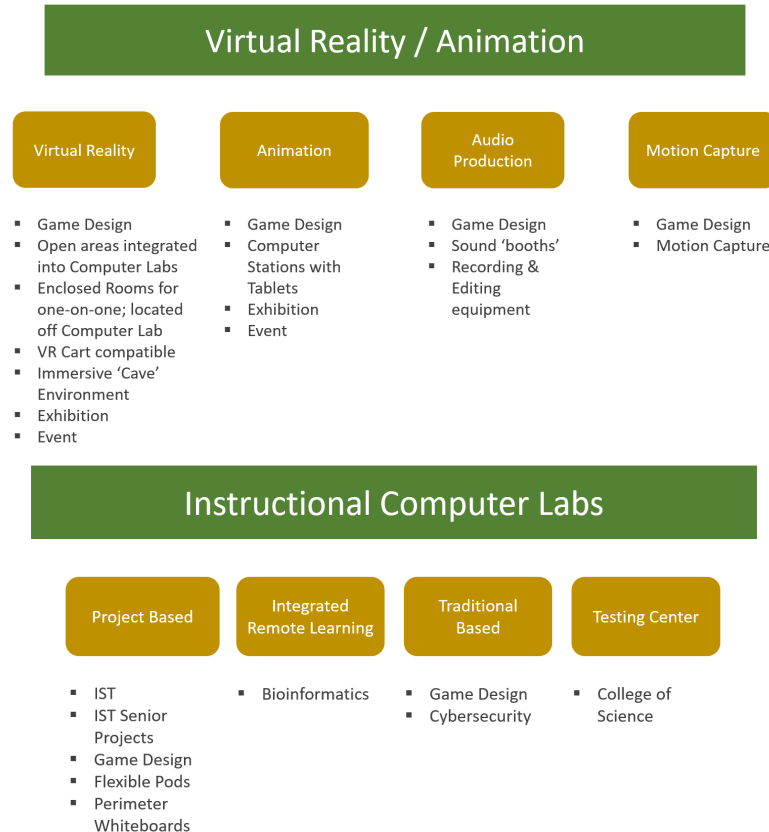 Virtual Reality / Animation
Virtual Reality
▪ Game Design
▪ Open areas integrated
into Computer Labs
▪ Enclosed Rooms for
one-on-one; located
off Computer Lab
▪ VR Cart compatible
▪ Immersive ‘Cave’
Environment
▪ Exhibition
▪ Event
Animation
▪ Game Design
▪ Computer
Stations with
Tablets
▪ Exhibition
▪ Event
Audio
Production
▪ Game Design
▪ Sound ‘booths’
▪ Recording &
Editing
equipment
Motion Capture
▪ Game Design
▪ Motion Capture
Instructional Computer Labs
Project Based
▪ IST
▪ IST Senior
Projects
▪ Game Design
▪ Flexible Pods
▪ Perimeter
Whiteboards
Integrated
Remote Learning
▪ Bioinformatics
Traditional
Based
▪ Game Design
▪ Cybersecurity
Testing Center
▪ College of
Science